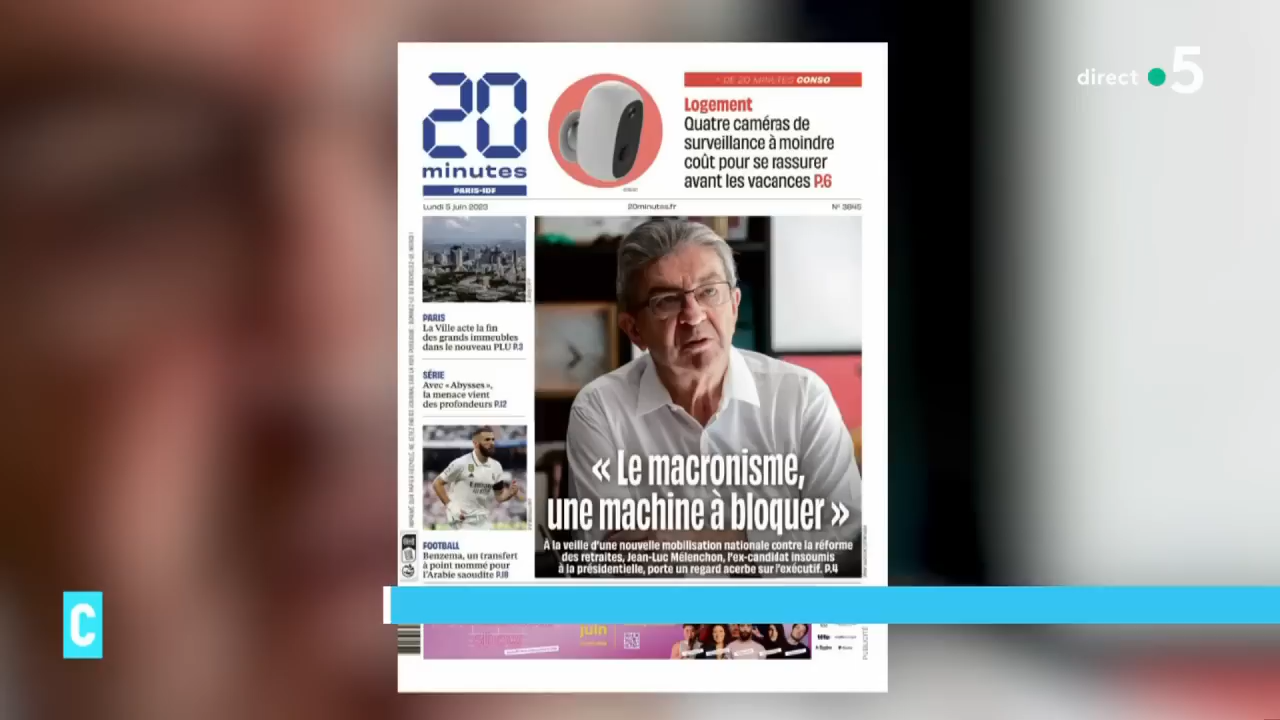 direct 5
20
minutes
PARIS-IDF
DE 20 MINUTES CONSO
Logement
Quatre caméras de
surveillance à moindre
coût pour se rassurer
avant les vacances P.6
Lundi 5 juin 2023
20minutes.fr
N° 3845
PARIS
La Ville acte la fin
des grands immeubles
dans le nouveau PLU P.3
SÉRIE
Avec « Abysses »,
la menace vient
des profondeurs P.12
FOOTBALL
Benzema, un transfert
à point nommé pour
l'Arabie saoudite P.18
« Le macronisme,
une machine à bloquer »
À la veille d'une nouvelle mobilisation nationale contre la réforme
des retraites, Jean-Luc Mélenchon, l'ex-candidat insoumis
à la présidentielle, porte un regard acerbe sur l'exécutif. P.4
C
juin
PUBLICITÉ